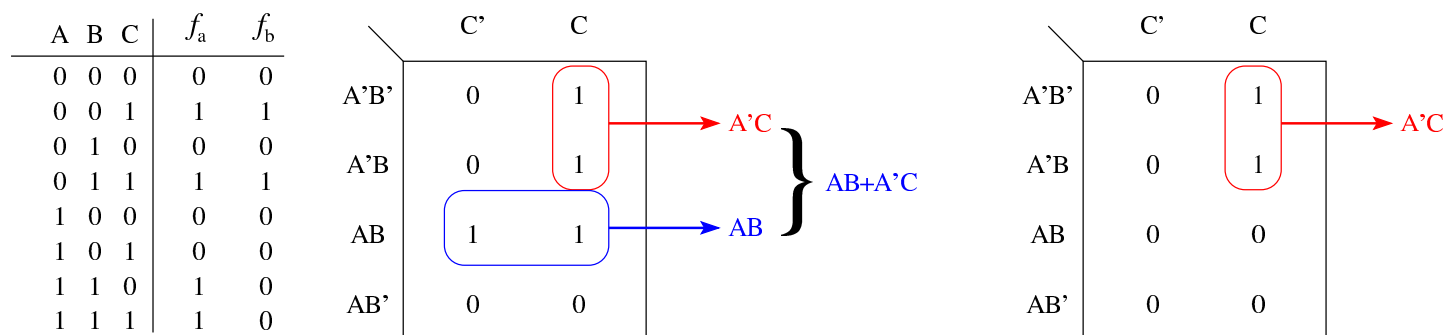 A B C f_a f_b
0 0 0 0 0
0 0 1 1 1
0 1 0 0 0
0 1 1 1 1
1 0 0 0 0
1 0 1 0 0
1 1 0 1 0
1 1 1 1 0
C' C
A'B' 0 1
A'B 0 1
AB 1 1
AB' 0 0
A'C
AB
} AB+A'C
C' C
A'B' 0 1
A'B 0 1
AB 0 0
AB' 0 0
A'C